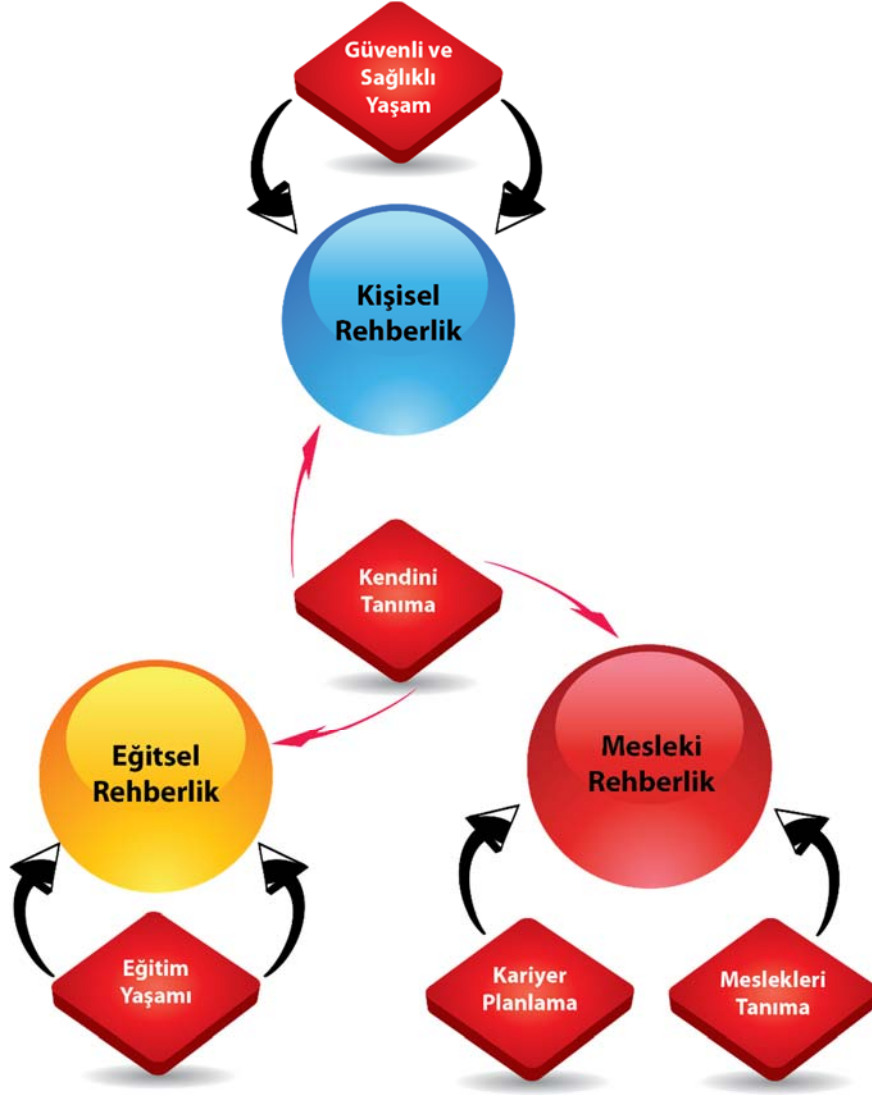 Güvenli ve
Sağlıklı
Yaşam
Kişisel
Rehberlik
Kendini
Tanıma
Eğitsel
Rehberlik
Mesleki
Rehberlik
Eğitim
Yaşamı
Kariyer
Planlama
Meslekleri
Tanıma